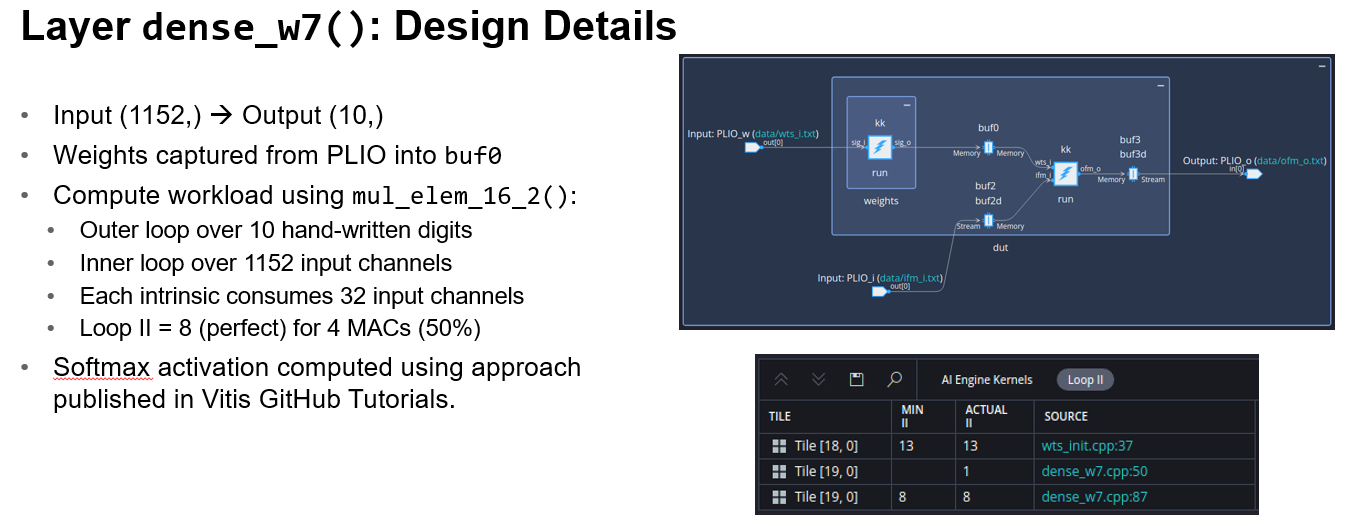 Layer dense_w7(): Design Details
• Input (1152,) → Output (10,)
• Weights captured from PLIO into buf0
• Compute workload using mul_elem_16_2():
• Outer loop over 10 hand-written digits
• Inner loop over 1152 input channels
• Each intrinsic consumes 32 input channels
• Loop II = 8 (perfect) for 4 MACs (50%)
• Softmax activation computed using approach
published in Vitis GitHub Tutorials.
Input: PLIO_w (data/wts_i.txt)
out[0]
kk
sig_i
sig_o
run
weights
buf0
Memory
Memory
buf2
buf2d
Stream
Memory
kk
wts_i
ifm_i
ofm_o
run
buf3
buf3d
Memory
Stream
Output: PLIO_o (data/ofm_o.txt)
in[0]
dut
Input: PLIO_i (data/ifm_i.txt)
out[0]
AI Engine Kernels
Loop II
TILE
MIN
II
ACTUAL
II
SOURCE
Tile [18, 0] 13 13 wts_init.cpp:37
Tile [19, 0] 1 dense_w7.cpp:50
Tile [19, 0] 8 8 dense_w7.cpp:87